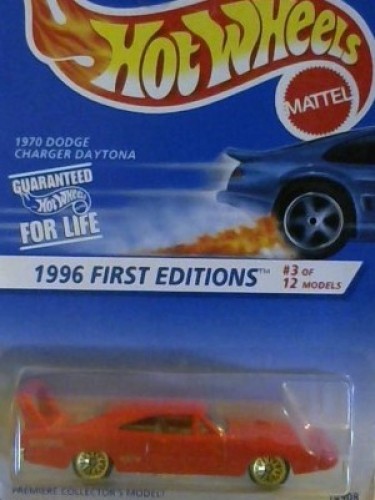 HOT WHEELS
MATTEL
1970 DODGE
CHARGER DAYTONA
GUARANTEED
Hot Wheels
FOR LIFE
1996 FIRST EDITIONS™ #3 OF
12 MODELS
PREMIERE COLLECTOR'S MODEL!